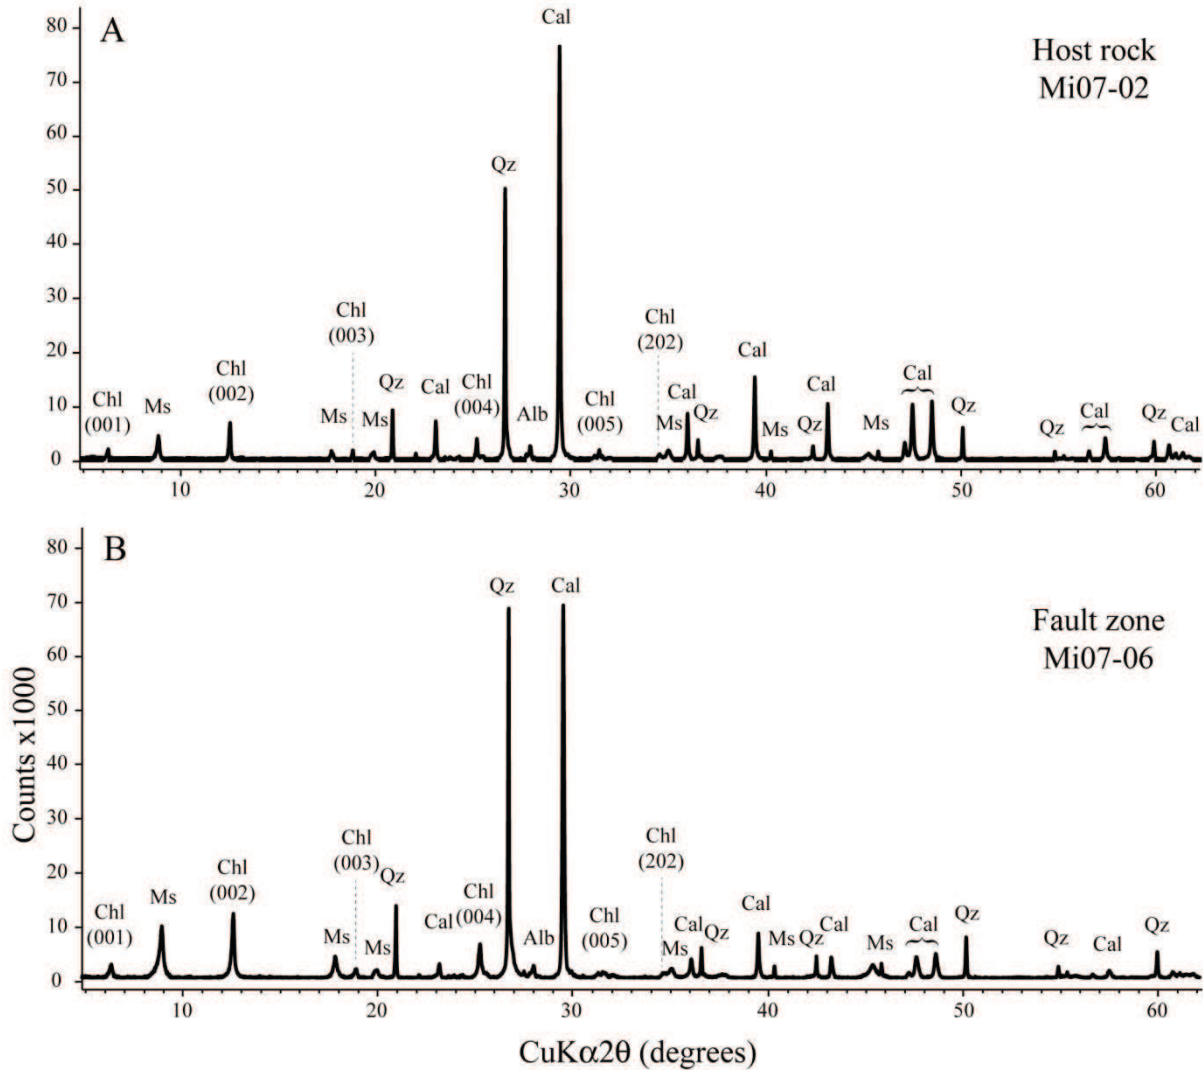 A
Host rock
Mi07-02
80
70
60
50
40
30
20
10
0
Cal
Qz
Chl
(001)
Ms
Chl
(002)
Ms
Chl
(003)
Ms
Qz
Cal
Chl
(004)
Alb
Chl
(005)
Chl
(202)
Ms
Cal
Qz
Cal
Ms
Qz
Cal
Ms
Cal
Qz
Qz
Cal
Qz
Cal
10 20 30 40 50 60
B
Fault zone
Mi07-06
Counts x1000
80
70
60
50
40
30
20
10
0
Qz
Cal
Chl
(001)
Ms
Chl
(002)
Ms
Chl
(003)
Ms
Qz
Cal
Chl
(004)
Alb
Chl
(005)
Chl
(202)
Ms
Cal
Qz
Cal
Ms
Qz
Cal
Ms
Cal
Qz
Qz
Cal
Qz
10 20 30 40 50 60
CuKα2θ (degrees)